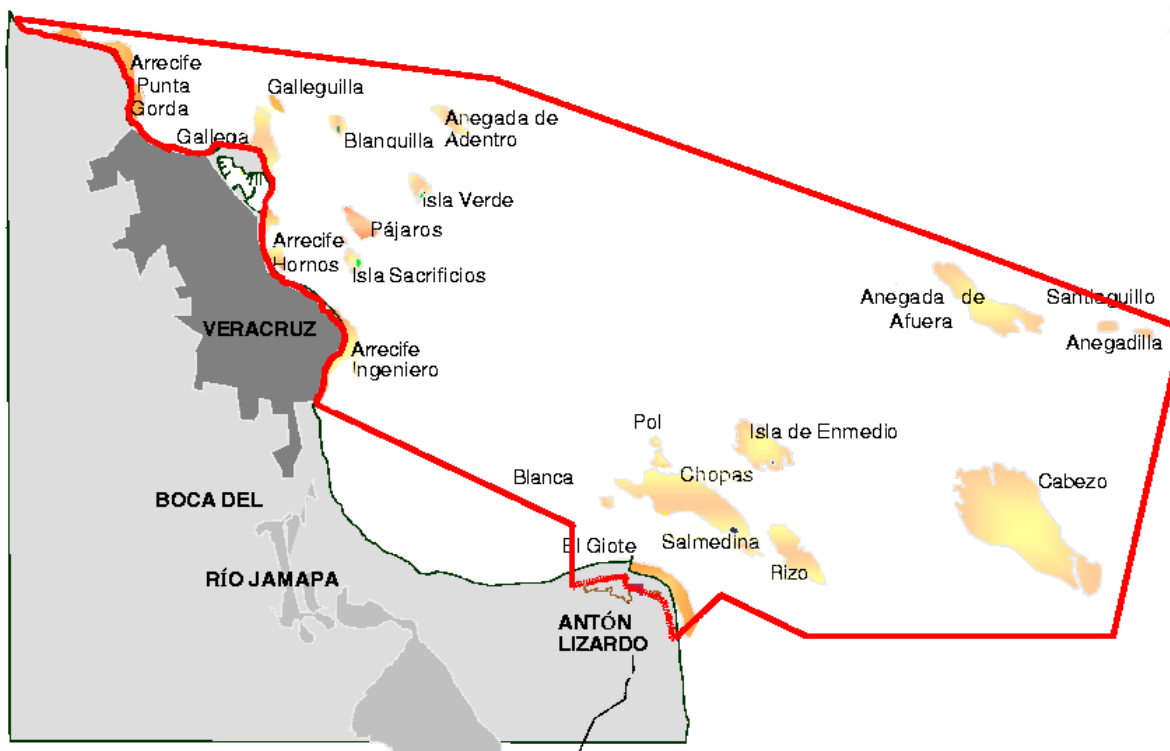 Arrecife
Punta
Gorda
Galleguilla
Gallega
Blanquilla
Anegada de
Adentro
isla Verde
Pájaros
Arrecife
Hornos
Isla Sacrificios
VERACRUZ
Arrecife
Ingeniero
Anegada de
Afuera
Santiaguillo
Anegadilla
Pol
Isla de Enmedio
Blanca
Chopas
Cabezo
BOCA DEL
Salmedina
El Giote
Rizo
RÍO JAMAPA
ANTÓN
LIZARDO